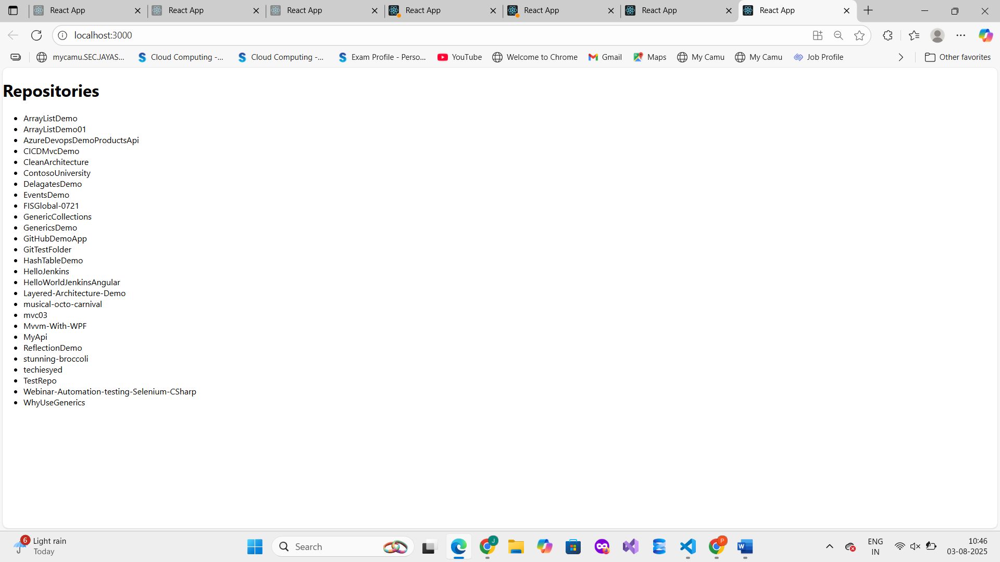 React App
React App
React App
React App
React App
React App
React App
localhost:3000
mycamu.SEC.JAYAS...
Cloud Computing -...
Cloud Computing -...
Exam Profile - Perso...
YouTube
Welcome to Chrome
Gmail
Maps
My Camu
My Camu
Job Profile
Other favorites
Repositories
ArrayListDemo
ArrayListDemo01
AzureDevopsDemoProductsApi
CICDMvcDemo
CleanArchitecture
ContosoUniversity
DelagatesDemo
EventsDemo
FISGlobal-0721
GenericCollections
GenericsDemo
GitHubDemoApp
GitTestFolder
HashTableDemo
HelloJenkins
HelloWorldJenkinsAngular
Layered-Architecture-Demo
musical-octo-carnival
mvc03
Mvvm-With-WPF
MyApi
ReflectionDemo
stunning-broccoli
techiesyed
TestRepo
Webinar-Automation-testing-Selenium-CSharp
WhyUseGenerics
6
Light rain
Today
Search
J
P
ENG
IN
10:46
03-08-2025